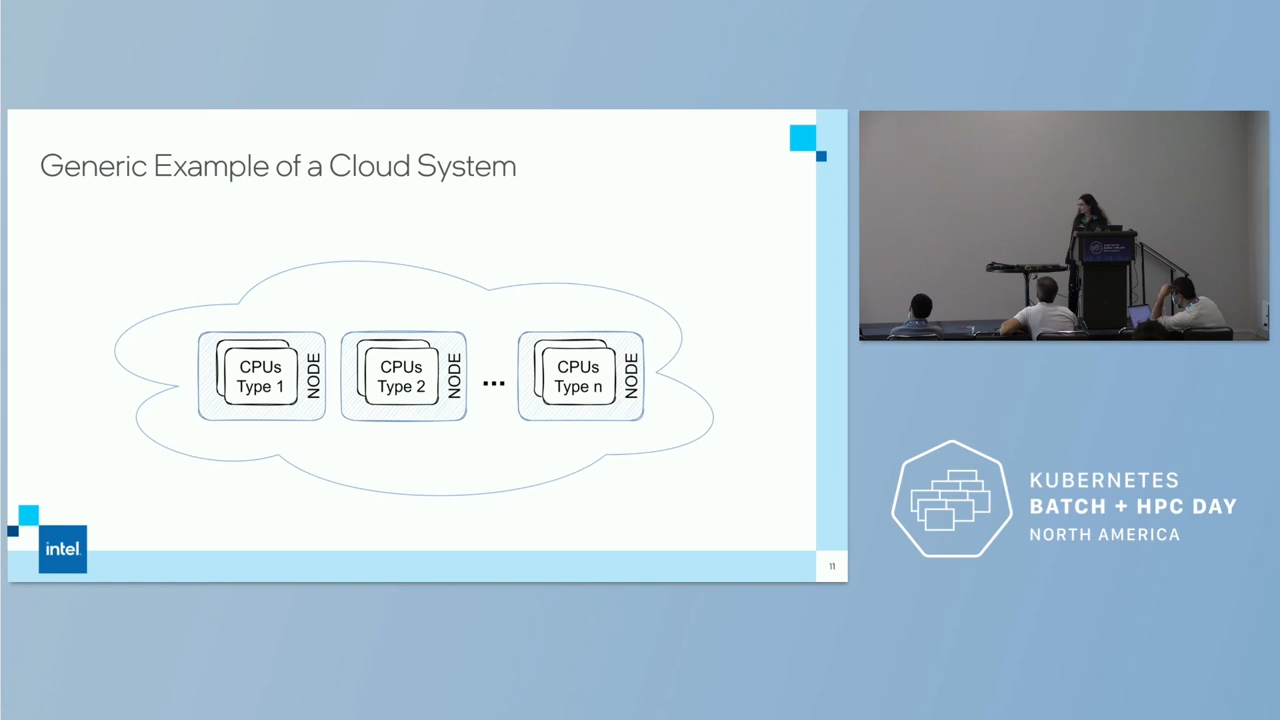 Generic Example of a Cloud System
CPUs
Type 1
NODE
CPUs
Type 2
NODE
...
CPUs
Type n
NODE
intel.
11
KUBERNETES
BATCH + HPC DAY
NORTH AMERICA